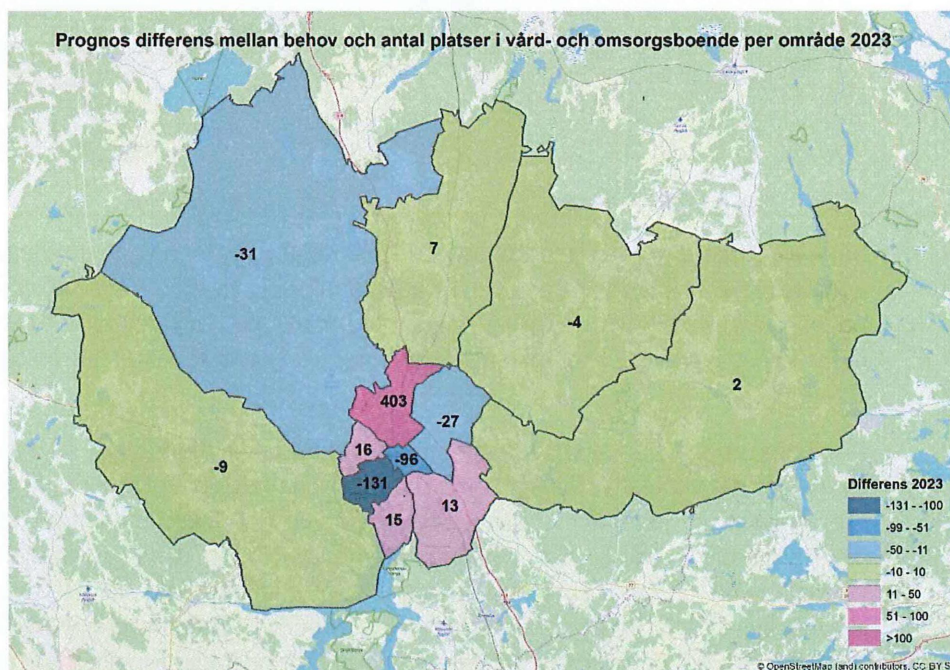 Prognos differens mellan behov och antal platser i vård- och omsorgsboende per område 2023
-31
7
-4
2
403
-27
16
-96
-9
-131
15
13
Differens 2023
-131 - -100
-99 - -51
-50 - -11
-10 - 10
11 - 50
51 - 100
>100
© OpenStreetMap (and) contributors, CC-BY-S